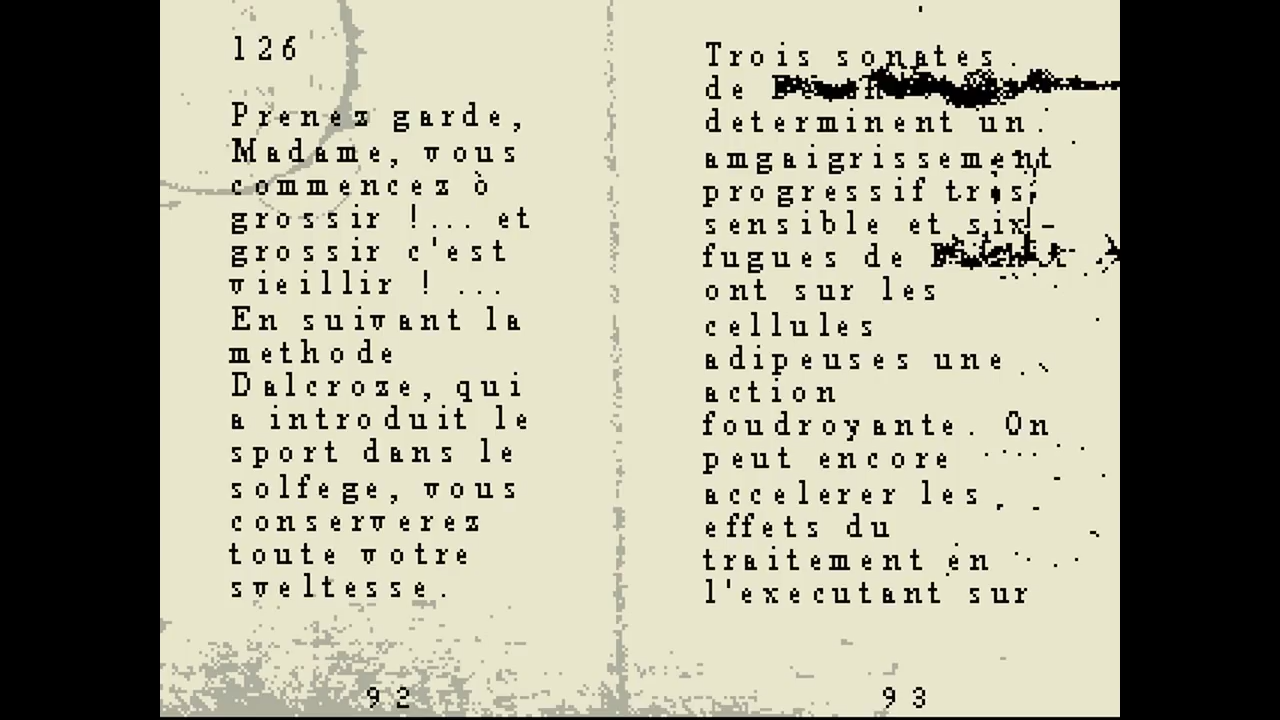 126
Prenez garde,
Madame, vous
commencez ò
grossir !... et
grossir c'est
vieillir ! ...
En suivant la
methode
Dalcroze, qui
a introduit le
sport dans le
solfege, vous
conserverez
toute votre
sveltesse.
92
Trois sonates
de
determinent un
amgaigrissement
progressif tres
sensible et six
fugues de
ont sur les
cellules
adipeuses une
action
foudroyante. On
peut encore
accelerer les
effets du
traitement en
l'executant sur
93